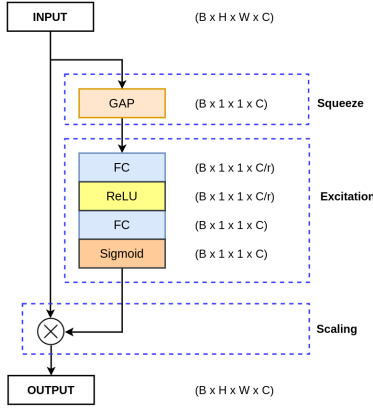 INPUT (B x H x W x C)
GAP (B x 1 x 1 x C) Squeeze
FC (B x 1 x 1 x C/r)
ReLU (B x 1 x 1 x C/r) Excitation
FC (B x 1 x 1 x C)
Sigmoid (B x 1 x 1 x C)
Scaling
OUTPUT (B x H x W x C)